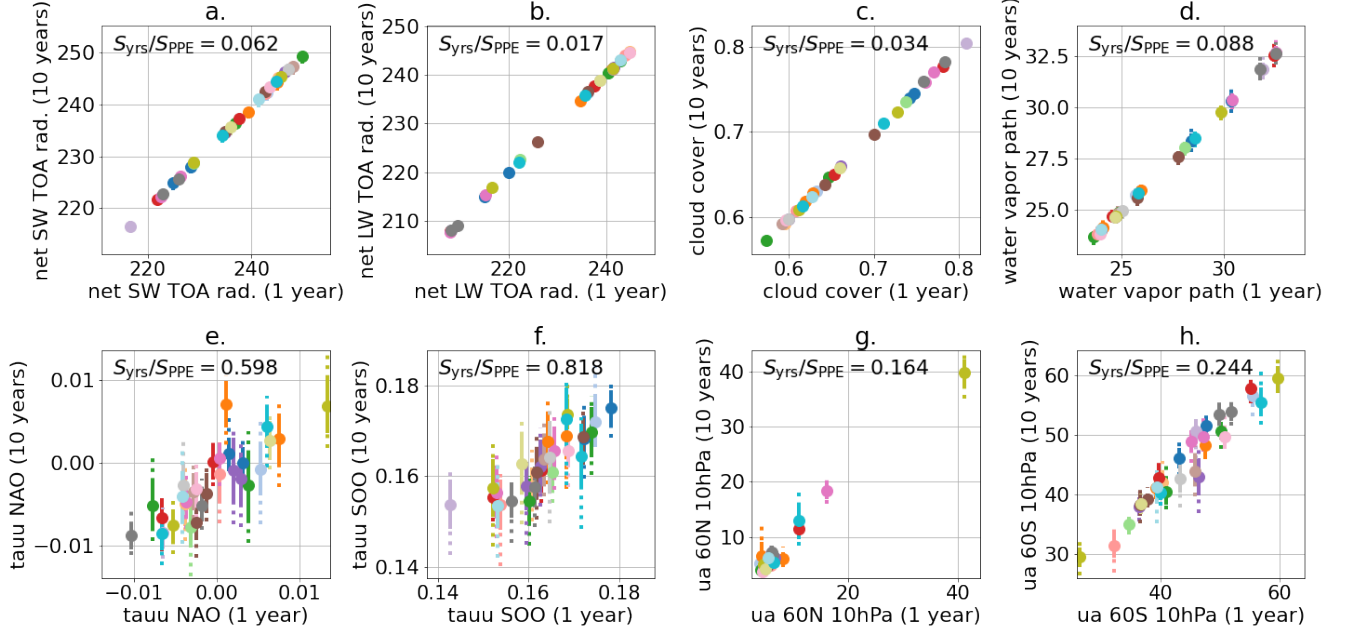 a.
S_yrs/S_PPE = 0.062
250
240
230
220
220
240
net SW TOA rad. (10 years)
net SW TOA rad. (1 year)
b.
S_yrs/S_PPE = 0.017
250
240
230
220
210
220
240
net LW TOA rad. (10 years)
net LW TOA rad. (1 year)
c.
S_yrs/S_PPE = 0.034
0.8
0.7
0.6
0.6
0.7
0.8
cloud cover (10 years)
cloud cover (1 year)
d.
S_yrs/S_PPE = 0.088
32.5
30.0
27.5
25.0
25
30
water vapor path (10 years)
water vapor path (1 year)
e.
S_yrs/S_PPE = 0.598
0.01
0.00
−0.01
−0.01
0.00
0.01
tauu NAO (10 years)
tauu NAO (1 year)
f.
S_yrs/S_PPE = 0.818
0.18
0.16
0.14
0.14
0.16
0.18
tauu SOO (10 years)
tauu SOO (1 year)
g.
S_yrs/S_PPE = 0.164
40
30
20
10
20
40
ua 60N 10hPa (10 years)
ua 60N 10hPa (1 year)
h.
S_yrs/S_PPE = 0.244
60
50
40
30
40
60
ua 60S 10hPa (10 years)
ua 60S 10hPa (1 year)